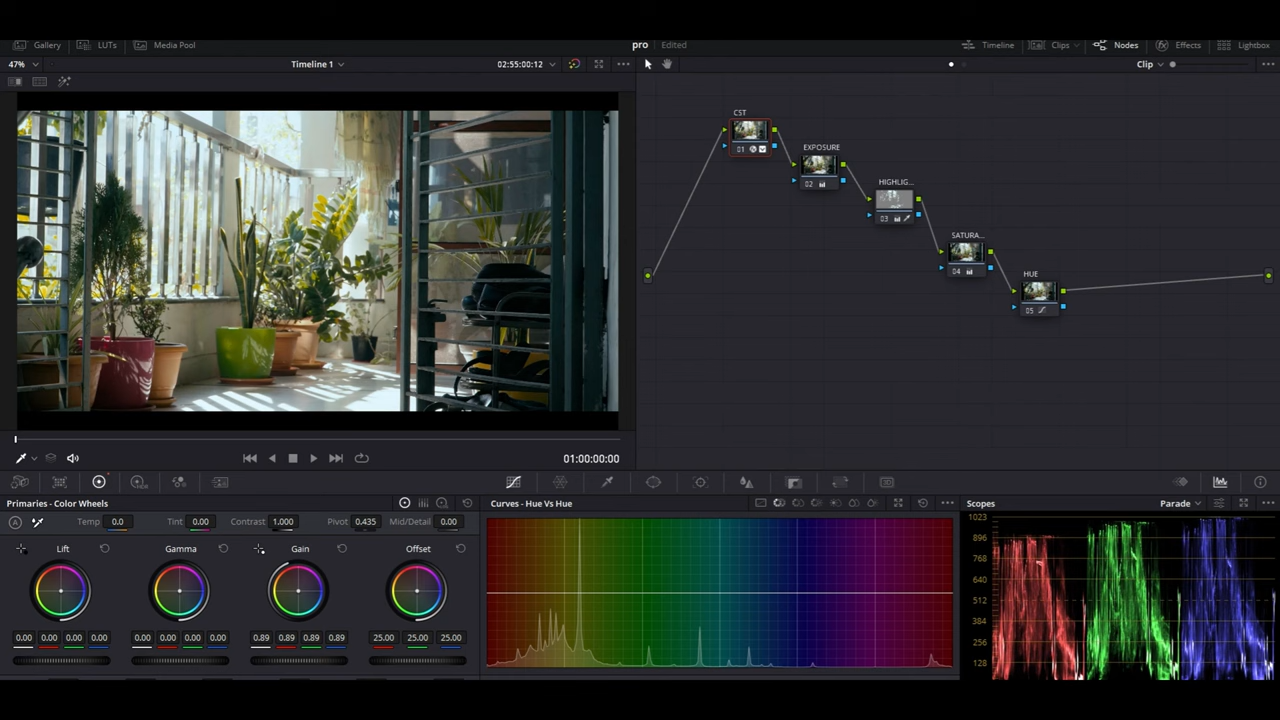 Gallery LUTs Media Pool pro Edited Timeline Clips Nodes Effects Lightbox
47% Timeline 1 02:55:00:12 Clip
CST
01
EXPOSURE
02
HIGHLIG...
03
SATURA...
04
HUE
05
01:00:00:00
Primaries - Color Wheels Curves - Hue Vs Hue Scopes Parade
Temp 0.0 Tint 0.00 Contrast 1.000 Pivot 0.435 Mid/Detail 0.00
Lift Gamma Gain Offset
0.00 0.00 0.00 0.00 0.00 0.00 0.00 0.00 0.89 0.89 0.89 0.89 25.00 25.00 25.00
1023
896
768
640
512
384
256
128